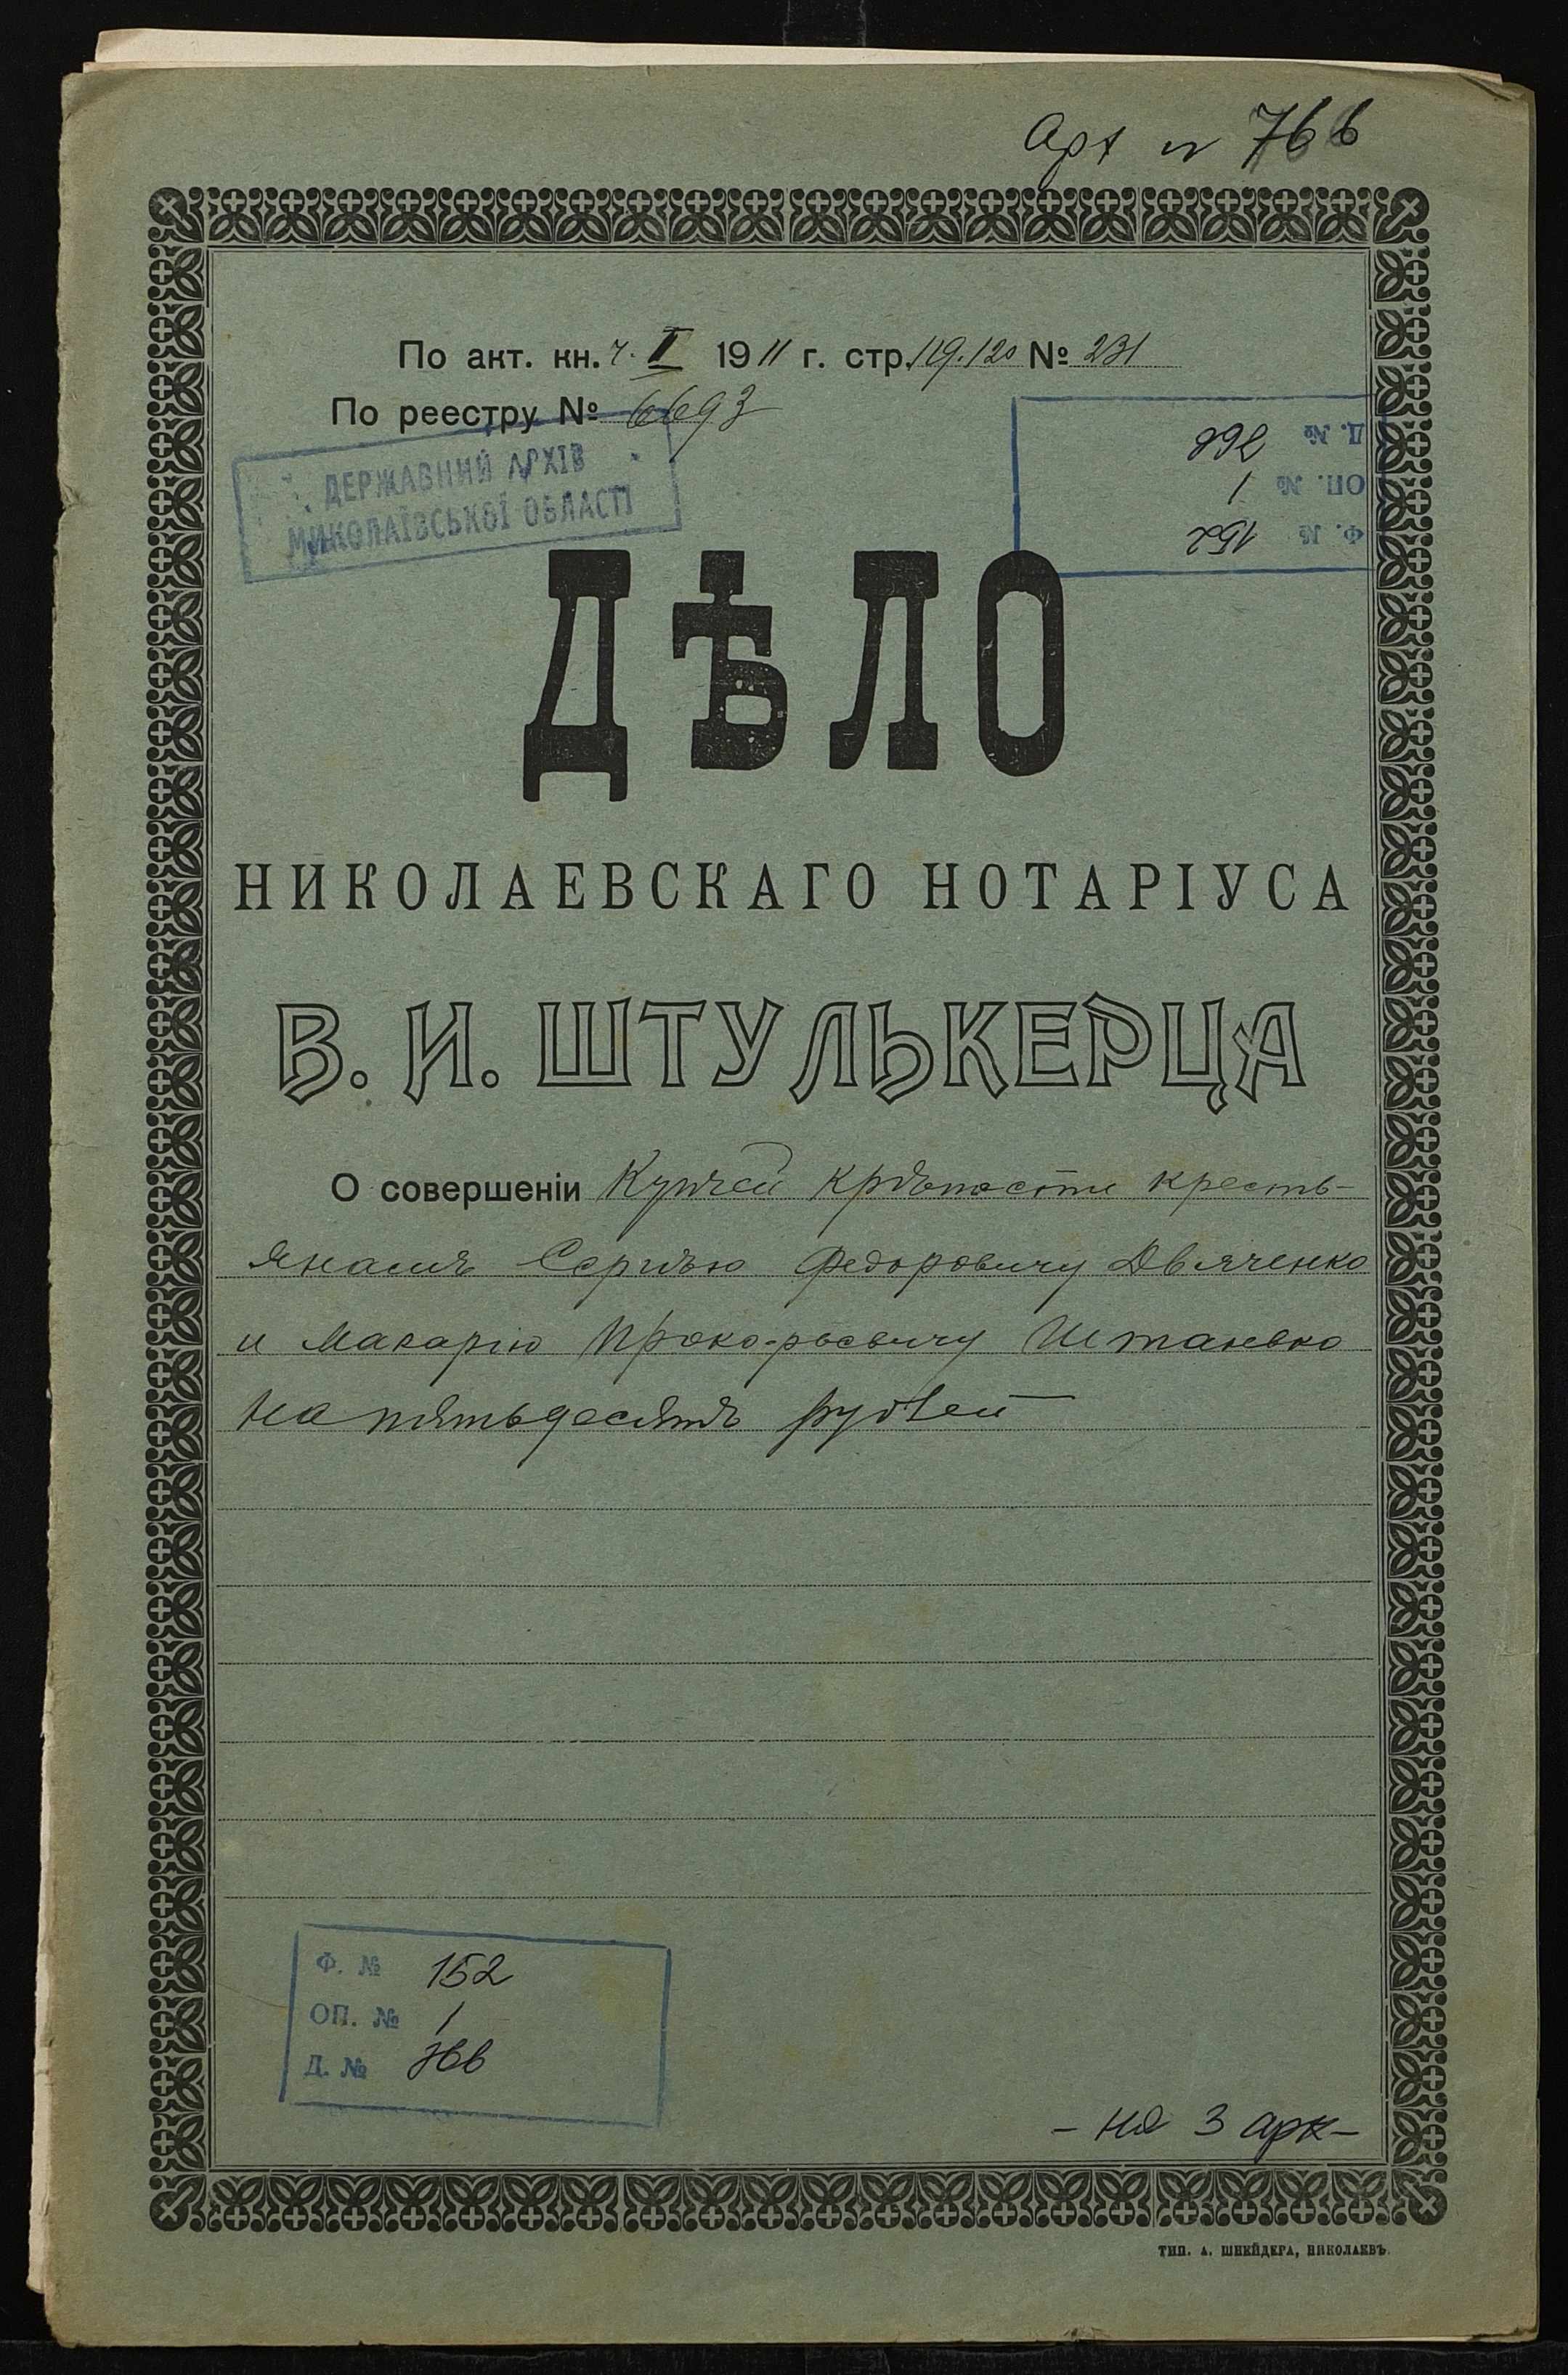 Арх № 766
По акт. кн. ч. I 1911 г. стр. 119.120 № 231
По реестру № 6693
ДЕРЖАВНИЙ АРХІВ
МИКОЛАЇВСЬКОЇ ОБЛАСТІ
Ф. № 152
ОП. № 1
Д. № 766
ДѢЛО
НИКОЛАЕВСКАГО НОТАРІУСА
В. И. ШТУЛЬКЕРЦА
О совершеніи Купчей крѣпости кресть-
янамъ Сергѣю Федоровичу Дьяченко
и Макарію Прокофьевичу Штанько
на пятьдесятъ рублей
Ф. № 152
ОП. № 1
Д. № 766
- на 3 арк -
ТИП. А. ШНЕЙДЕРА, НИКОЛАЕВЪ.